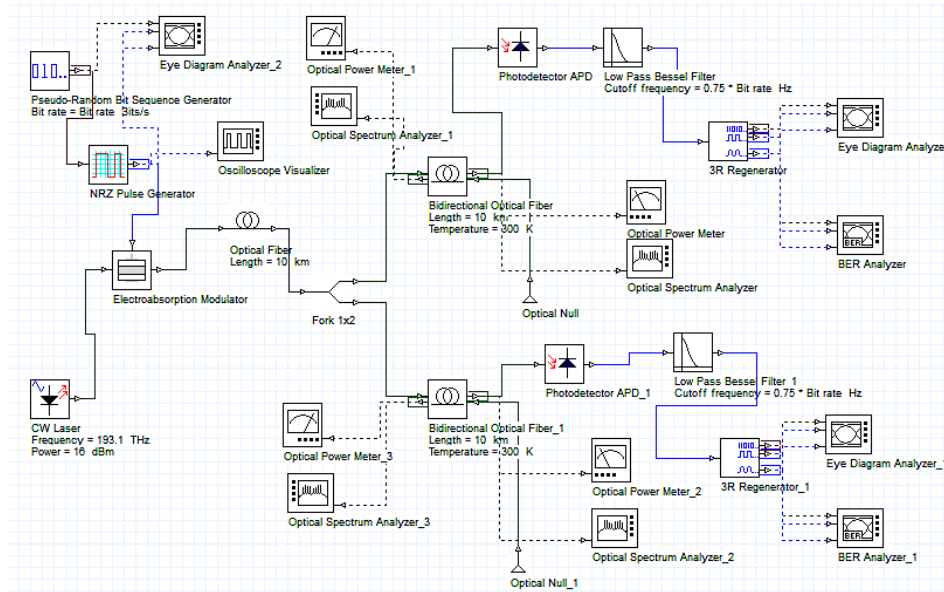 Eye Diagram Analyzer_2
Optical Power Meter_1
Photodetector APD
Low Pass Bessel Filter
Cutoff frequency = 0.75 * Bit rate Hz
010..
Pseudo-Random Bit Sequence Generator
Bit rate = Bit rate Bits/s
Optical Spectrum Analyzer_1
Eye Diagram Analyze
Oscilloscope Visualizer
3R Regenerator
NRZ Pulse Generator
Bidirectional Optical Fiber
Length = 10 km
Temperature = 300 K
Optical Power Meter
Optical Fiber
Length = 10 km
BER
BER Analyzer
Optical Spectrum Analyzer
Electroabsorption Modulator
Optical Null
Fork 1x2
Photodetector APD_1
Low Pass Bessel Filter_1
Cutoff frequency = 0.75 * Bit rate Hz
CW Laser
Frequency = 193.1 THz
Power = 16 dBm
Bidirectional Optical Fiber_1
Length = 10 km
Temperature = 300 K
Optical Power Meter_3
Eye Diagram Analyzer_
3R Regenerator_1
Optical Power Meter_2
Optical Spectrum Analyzer_3
Optical Spectrum Analyzer_2
BER
BER Analyzer_1
Optical Null_1